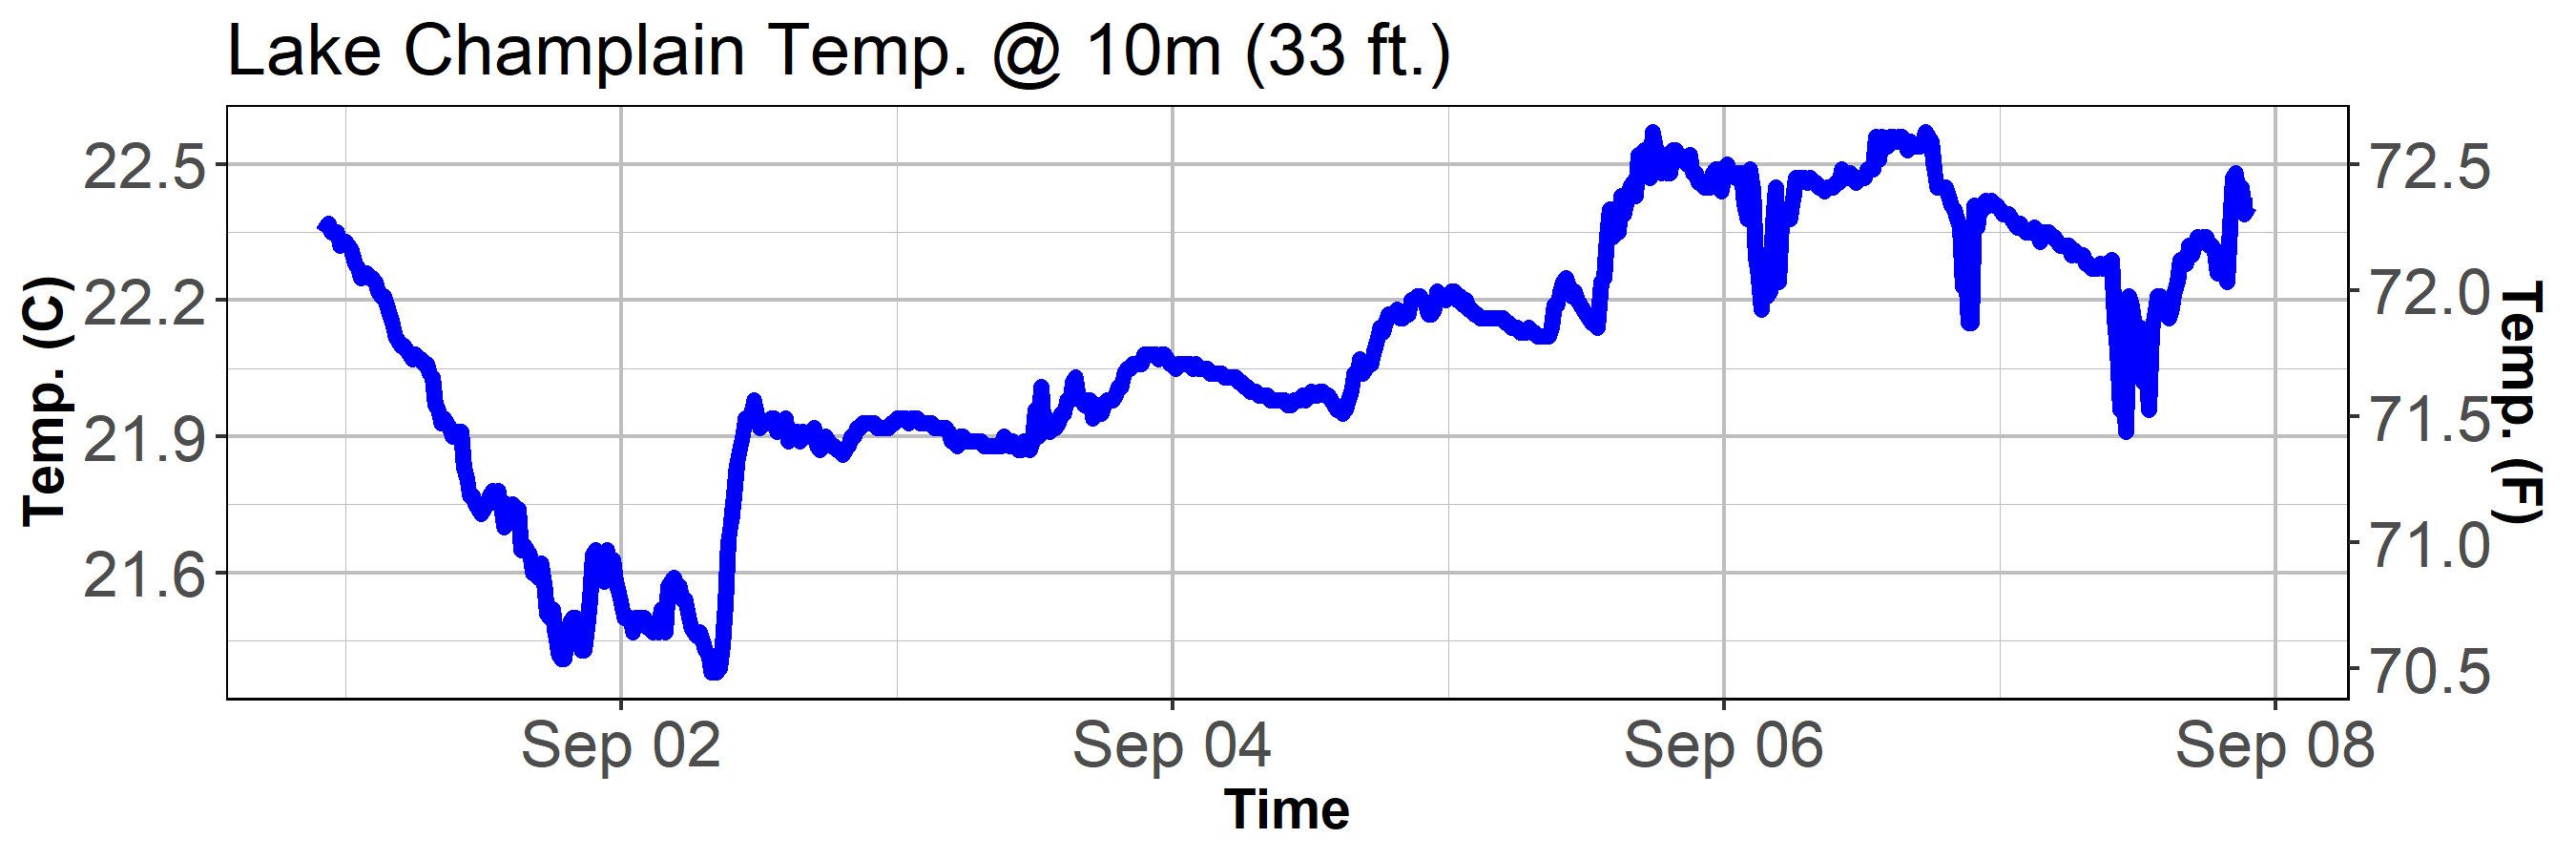 Lake Champlain Temp. @ 10m (33 ft.)
Temp. (C)
22.5
22.2
21.9
21.6
72.5
72.0
71.5
71.0
70.5
Temp. (F)
Sep 02 Sep 04 Sep 06 Sep 08
Time